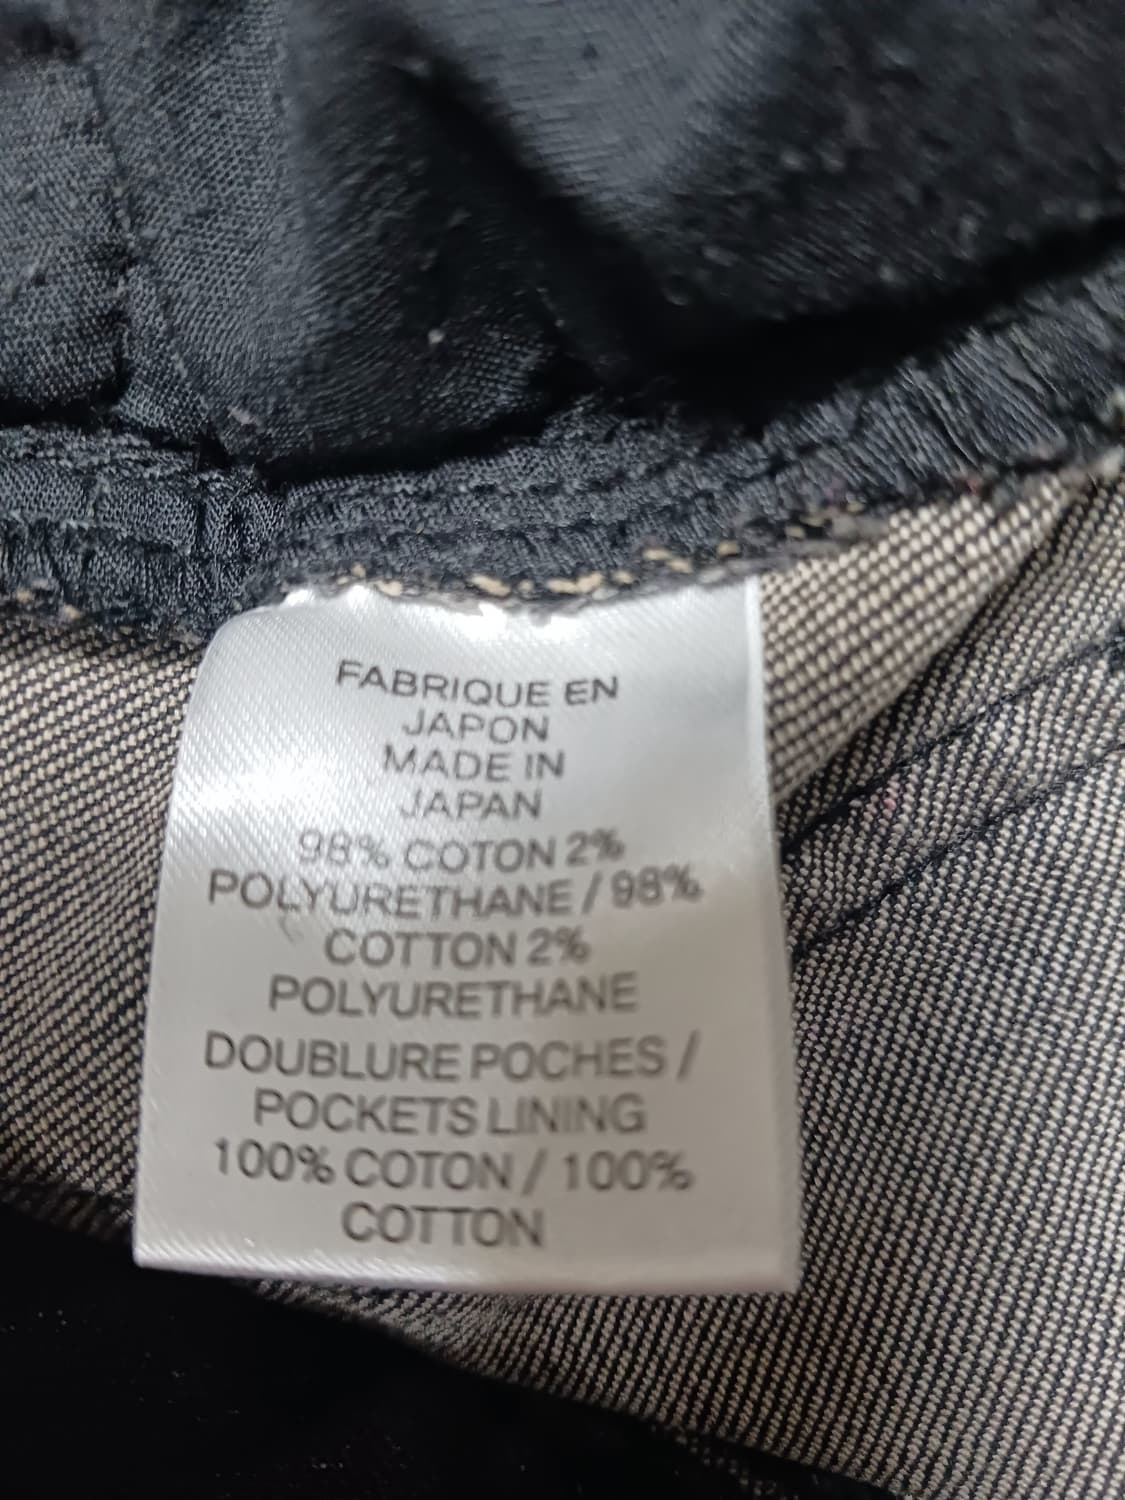 FABRIQUE EN
JAPON
MADE IN
JAPAN
98% COTON 2%
POLYURETHANE / 98%
COTTON 2%
POLYURETHANE
DOUBLURE POCHES /
POCKETS LINING
100% COTON / 100%
COTTON